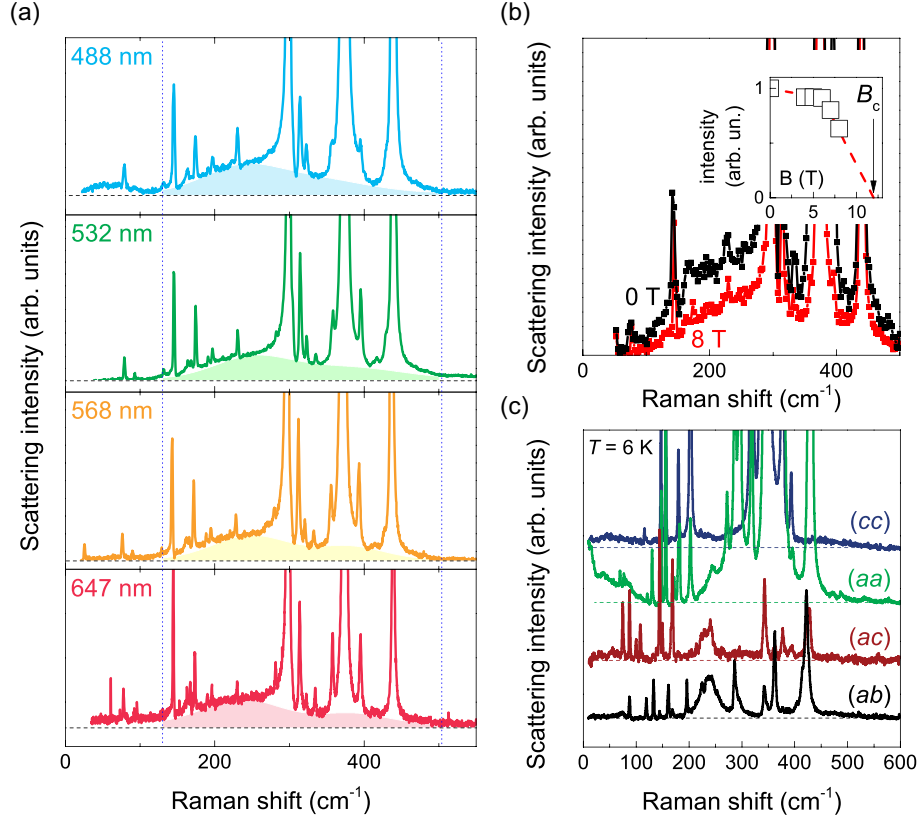 (a)
488 nm
532 nm
568 nm
647 nm
Scattering intensity (arb. units)
0 200 400
Raman shift (cm⁻¹)
(b)
Scattering intensity (arb. units)
1
0
intensity
(arb. un.)
B_c
B (T)
0 5 10
0 T
8 T
200 400
Raman shift (cm⁻¹)
(c)
Scattering intensity (arb. units)
T = 6 K
(cc)
(aa)
(ac)
(ab)
0 100 200 300 400 500 600
Raman shift (cm⁻¹)